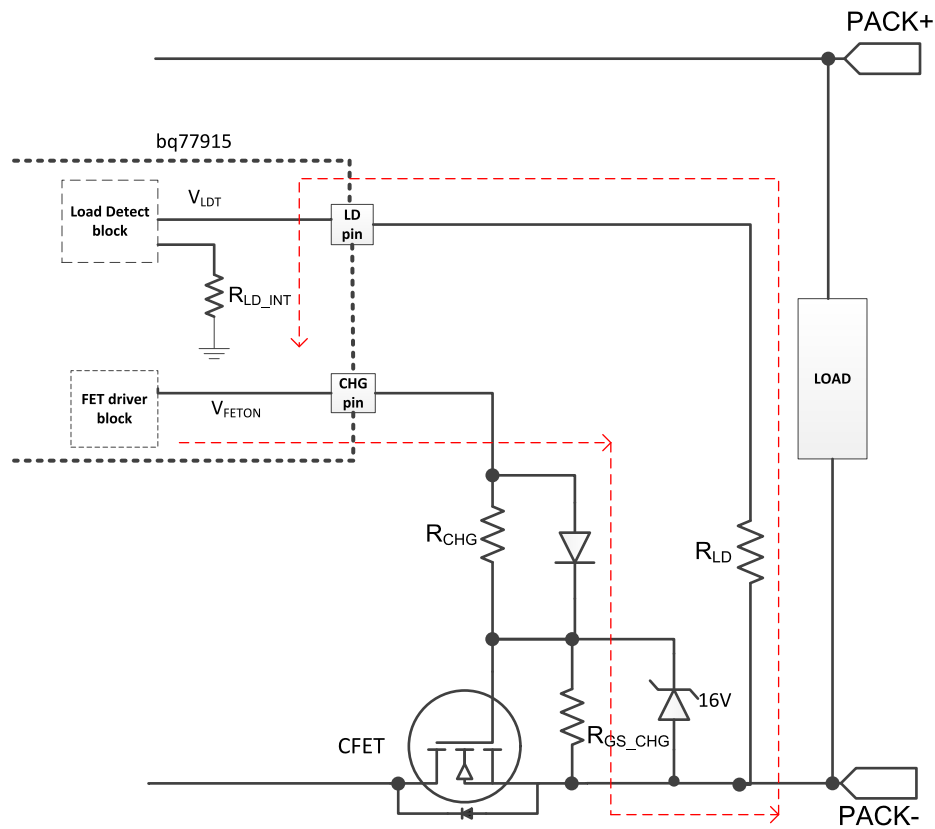 PACK+
bq77915
Load Detect
block
VLDT
LD
pin
RLD_INT
FET driver
block
VFETON
CHG
pin
LOAD
RCHG
RLD
16V
RGS_CHG
CFET
PACK-